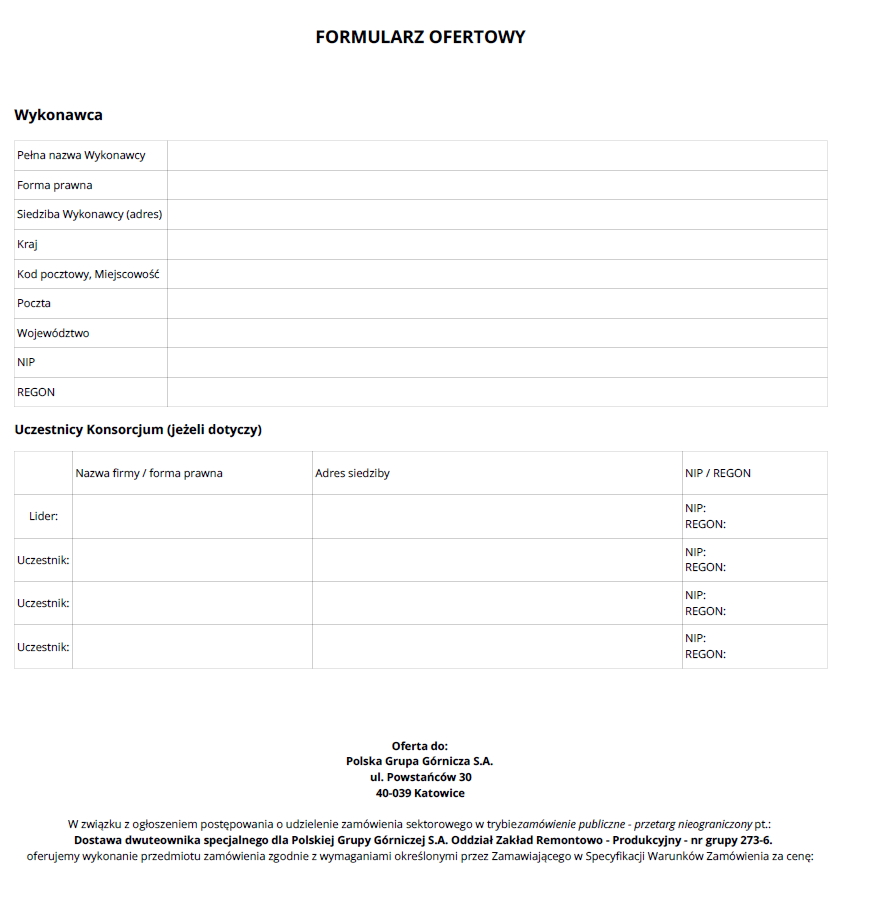 FORMULARZ OFERTOWY
Wykonawca
Pełna nazwa Wykonawcy
Forma prawna
Siedziba Wykonawcy (adres)
Kraj
Kod pocztowy, Miejscowość
Poczta
Województwo
NIP
REGON
Uczestnicy Konsorcjum (jeżeli dotyczy)
Nazwa firmy / forma prawna Adres siedziby NIP / REGON
Lider: NIP:
REGON:
Uczestnik: NIP:
REGON:
Uczestnik: NIP:
REGON:
Uczestnik: NIP:
REGON:
Oferta do:
Polska Grupa Górnicza S.A.
ul. Powstańców 30
40-039 Katowice
W związku z ogłoszeniem postępowania o udzielenie zamówienia sektorowego w trybiezamówienie publiczne - przetarg nieograniczony pt.:
Dostawa dwuteownika specjalnego dla Polskiej Grupy Górniczej S.A. Oddział Zakład Remontowo - Produkcyjny - nr grupy 273-6.
oferujemy wykonanie przedmiotu zamówienia zgodnie z wymaganiami określonymi przez Zamawiającego w Specyfikacji Warunków Zamówienia za cenę: